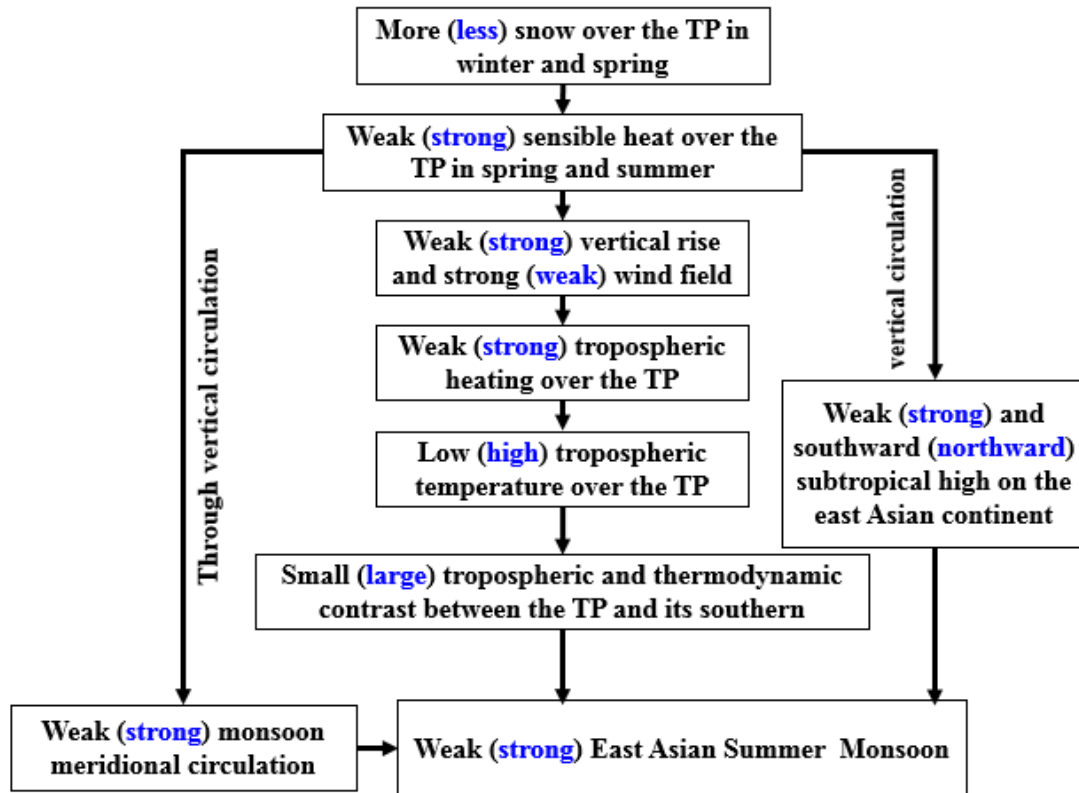 More (less) snow over the TP in
winter and spring
Weak (strong) sensible heat over the
TP in spring and summer
Weak (strong) vertical rise
and strong (weak) wind field
Weak (strong) tropospheric
heating over the TP
Low (high) tropospheric
temperature over the TP
Small (large) tropospheric and thermodynamic
contrast between the TP and its southern
Through vertical circulation
vertical circulation
Weak (strong) and
southward (northward)
subtropical high on the
east Asian continent
Weak (strong) monsoon
meridional circulation
Weak (strong) East Asian Summer Monsoon